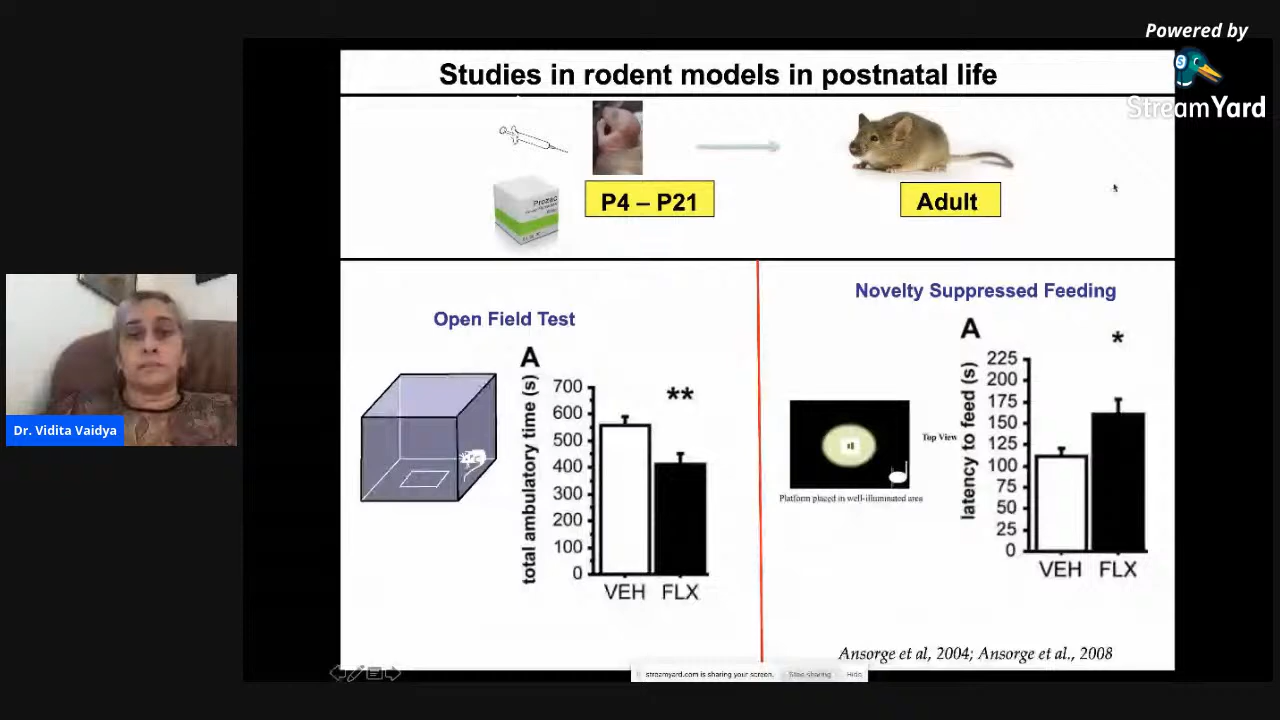 Powered by
StreamYard
Studies in rodent models in postnatal life
Prozac
P4 – P21
Adult
Open Field Test
A
total ambulatory time (s)
700
600
500
400
300
200
100
0
**
VEH FLX
Novelty Suppressed Feeding
A
latency to feed (s)
225
200
175
150
125
100
75
50
25
0
*
VEH FLX
Top View
Platform placed in well-illuminated area
Ansorge et al, 2004; Ansorge et al., 2008
Dr. Vidita Vaidya
streamyard.com is sharing your screen.
Stop sharing
Hide